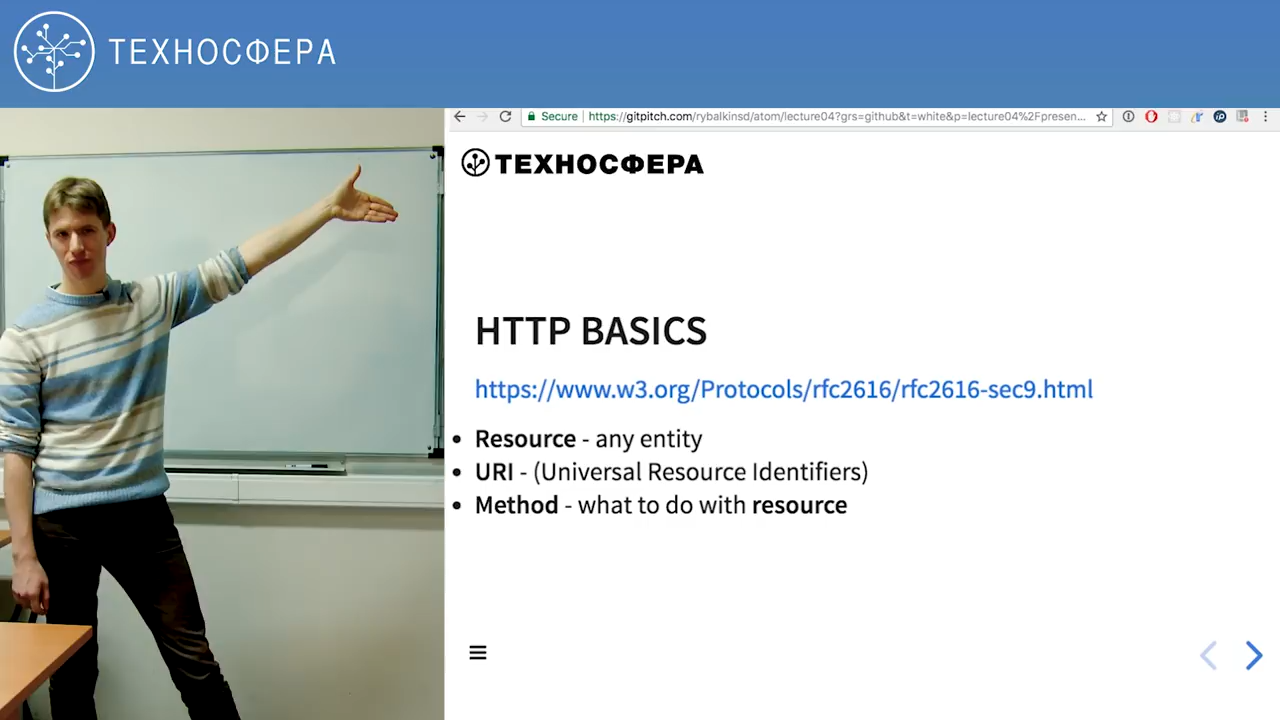 ТЕХНОСФЕРА
Secure https://gitpitch.com/rybalkinsd/atom/lecture04?grs=github&t=white&p=lecture04%2Fpresen...
ТЕХНОСФЕРА
HTTP BASICS
https://www.w3.org/Protocols/rfc2616/rfc2616-sec9.html
• Resource - any entity
• URI - (Universal Resource Identifiers)
• Method - what to do with resource